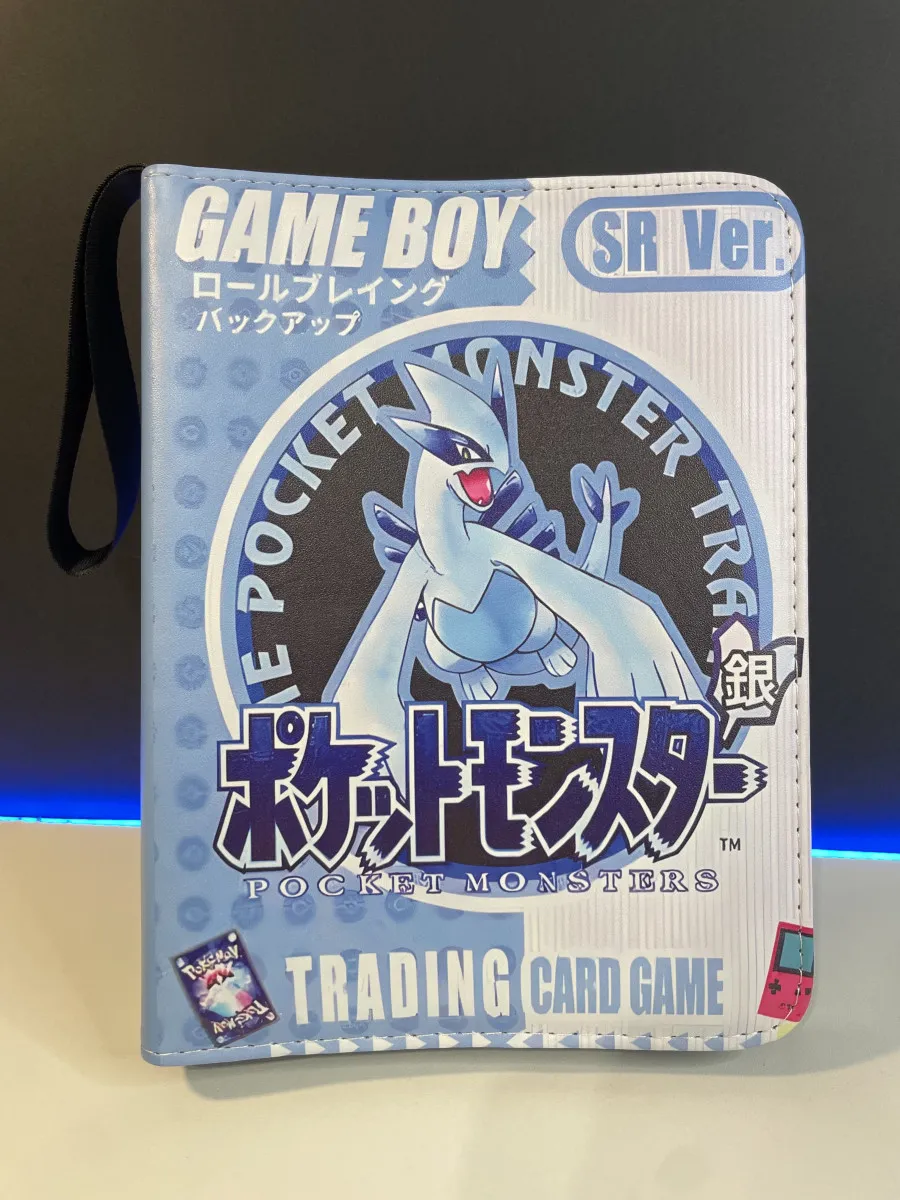 GAME BOY
SR Ver.
ロールブレイング
バックアップ
E POCKET MONSTER TRA
銀
ポケットモンスター
TM
POCKET MONSTERS
TRADING CARD GAME